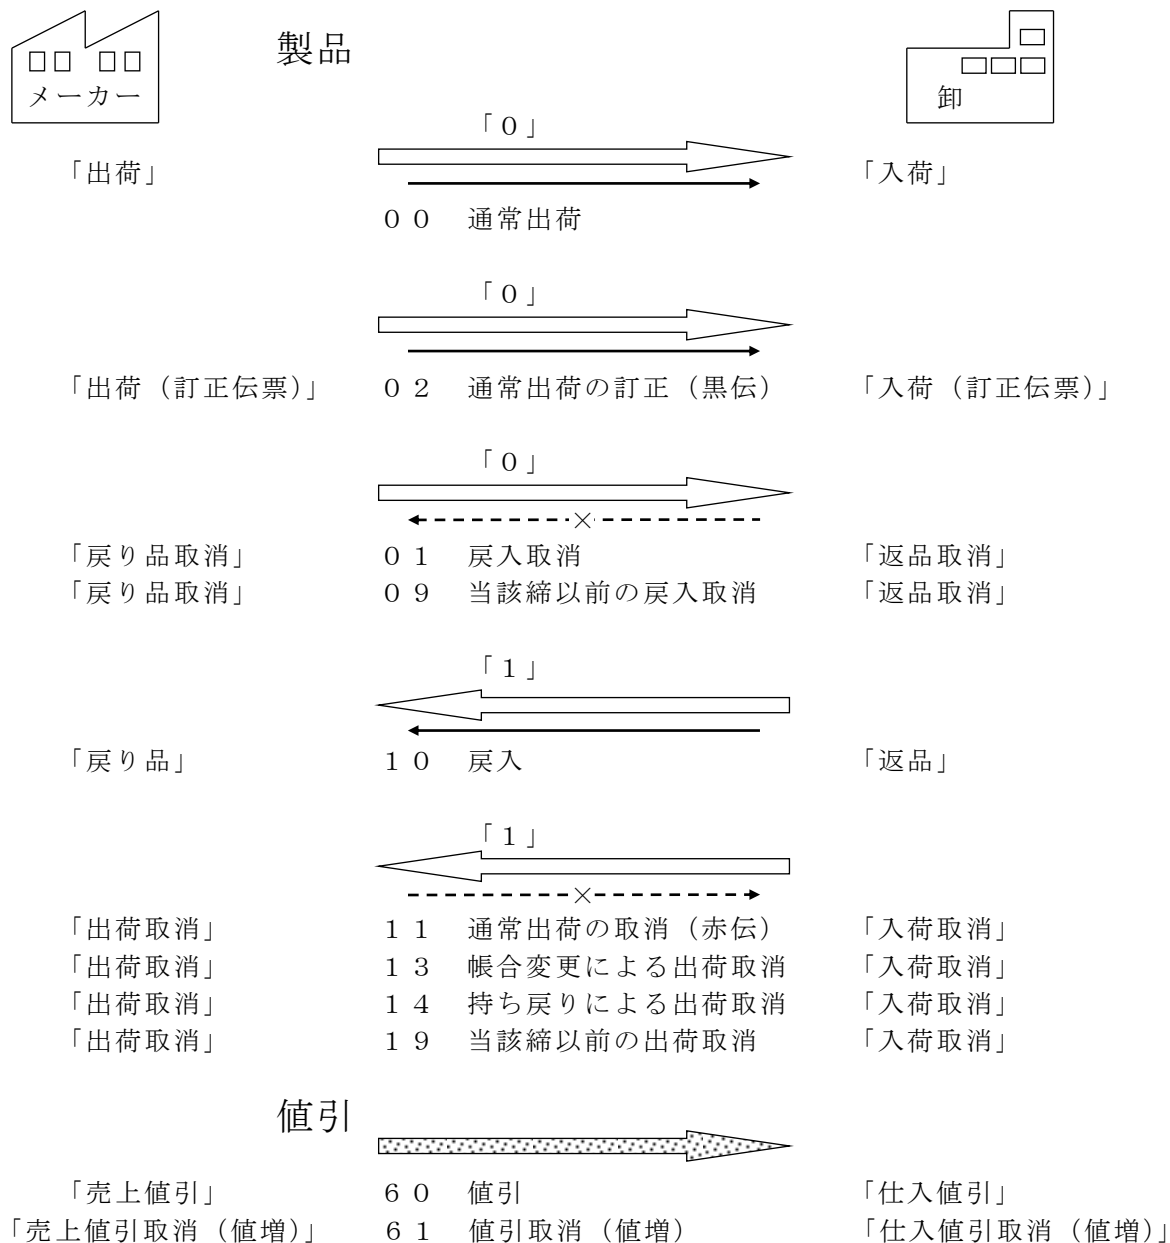 製品
メーカー
卸
「０」
「出荷」
「入荷」
００　通常出荷
「０」
「出荷（訂正伝票）」　０２　通常出荷の訂正（黒伝）　「入荷（訂正伝票）」
「０」
×
「戻り品取消」　０１　戻入取消　「返品取消」
「戻り品取消」　０９　当該締以前の戻入取消　「返品取消」
「１」
「戻り品」　１０　戻入　「返品」
「１」
×
「出荷取消」　１１　通常出荷の取消（赤伝）　「入荷取消」
「出荷取消」　１３　帳合変更による出荷取消　「入荷取消」
「出荷取消」　１４　持ち戻りによる出荷取消　「入荷取消」
「出荷取消」　１９　当該締以前の出荷取消　「入荷取消」
値引
「売上値引」　６０　値引　「仕入値引」
「売上値引取消（値増）」　６１　値引取消（値増）　「仕入値引取消（値増）」